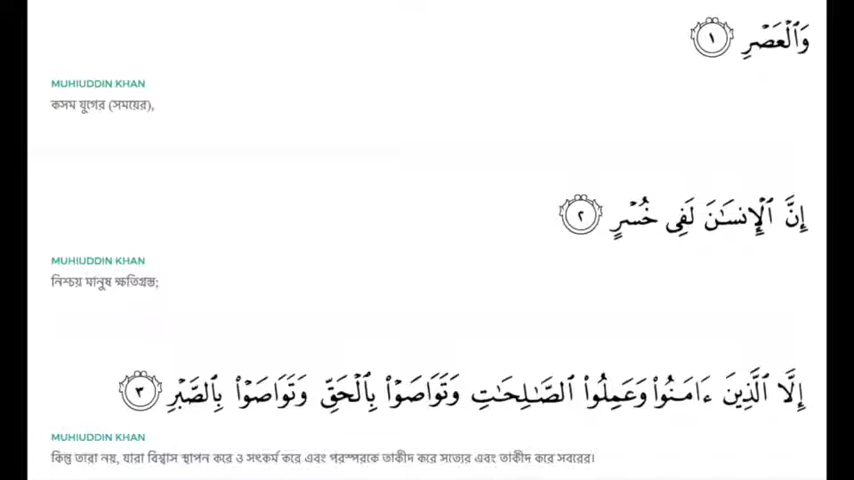 وَٱلْعَصْرِ ١
MUHIUDDIN KHAN
কসম যুগের (সময়ের),
إِنَّ ٱلْإِنسَـٰنَ لَفِى خُسْرٍ ٢
MUHIUDDIN KHAN
নিশ্চয় মানুষ ক্ষতিগ্রস্ত;
إِلَّا ٱلَّذِينَ ءَامَنُوا۟ وَعَمِلُوا۟ ٱلصَّـٰلِحَـٰتِ وَتَوَاصَوْا۟ بِٱلْحَقِّ وَتَوَاصَوْا۟ بِٱلصَّبْرِ ٣
MUHIUDDIN KHAN
কিন্তু তারা নয়, যারা বিশ্বাস স্থাপন করে ও সৎকর্ম করে এবং পরস্পরকে তাকীদ করে সত্যের এবং তাকীদ করে সবরের।